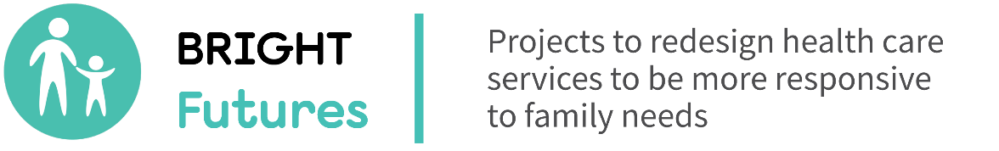 BRIGHT
Futures
Projects to redesign health care
services to be more responsive
to family needs